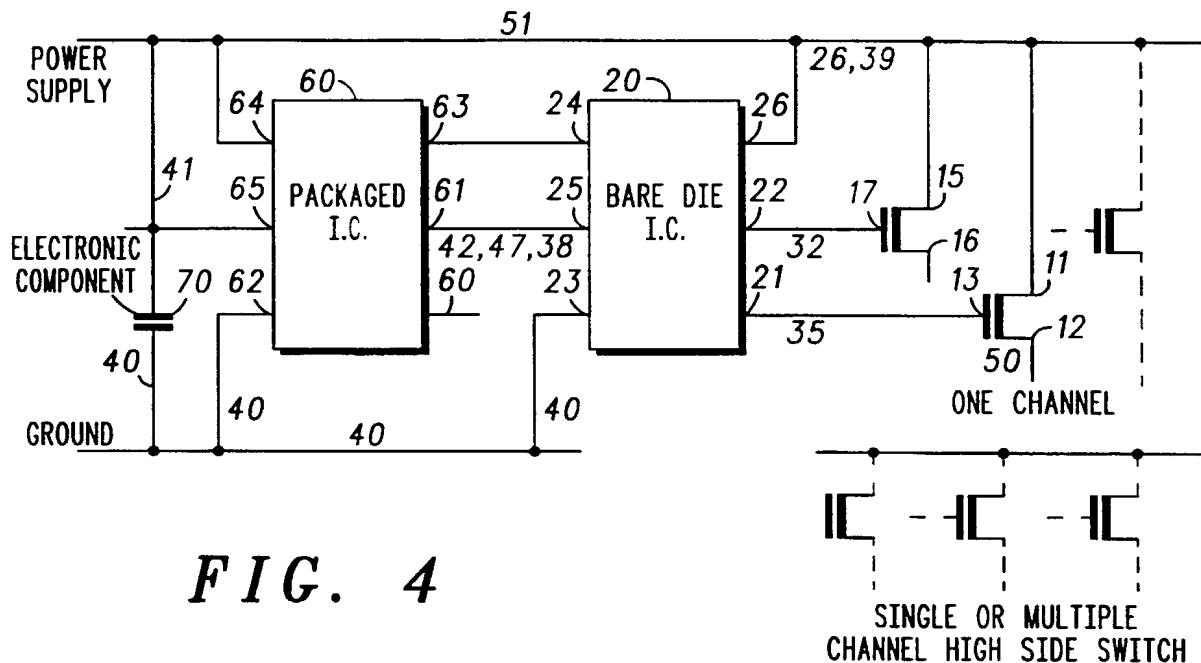 51
POWER
SUPPLY
26,39
60
20
64
63
24
26
41
65
PACKAGED
I.C.
61
25
BARE DIE
I.C.
22
17
15
42,47,38
32
16
ELECTRONIC
COMPONENT
70
62
60
23
21
13
11
35
12
50
40
40
40
ONE CHANNEL
GROUND
40
FIG. 4
SINGLE OR MULTIPLE
CHANNEL HIGH SIDE SWITCH